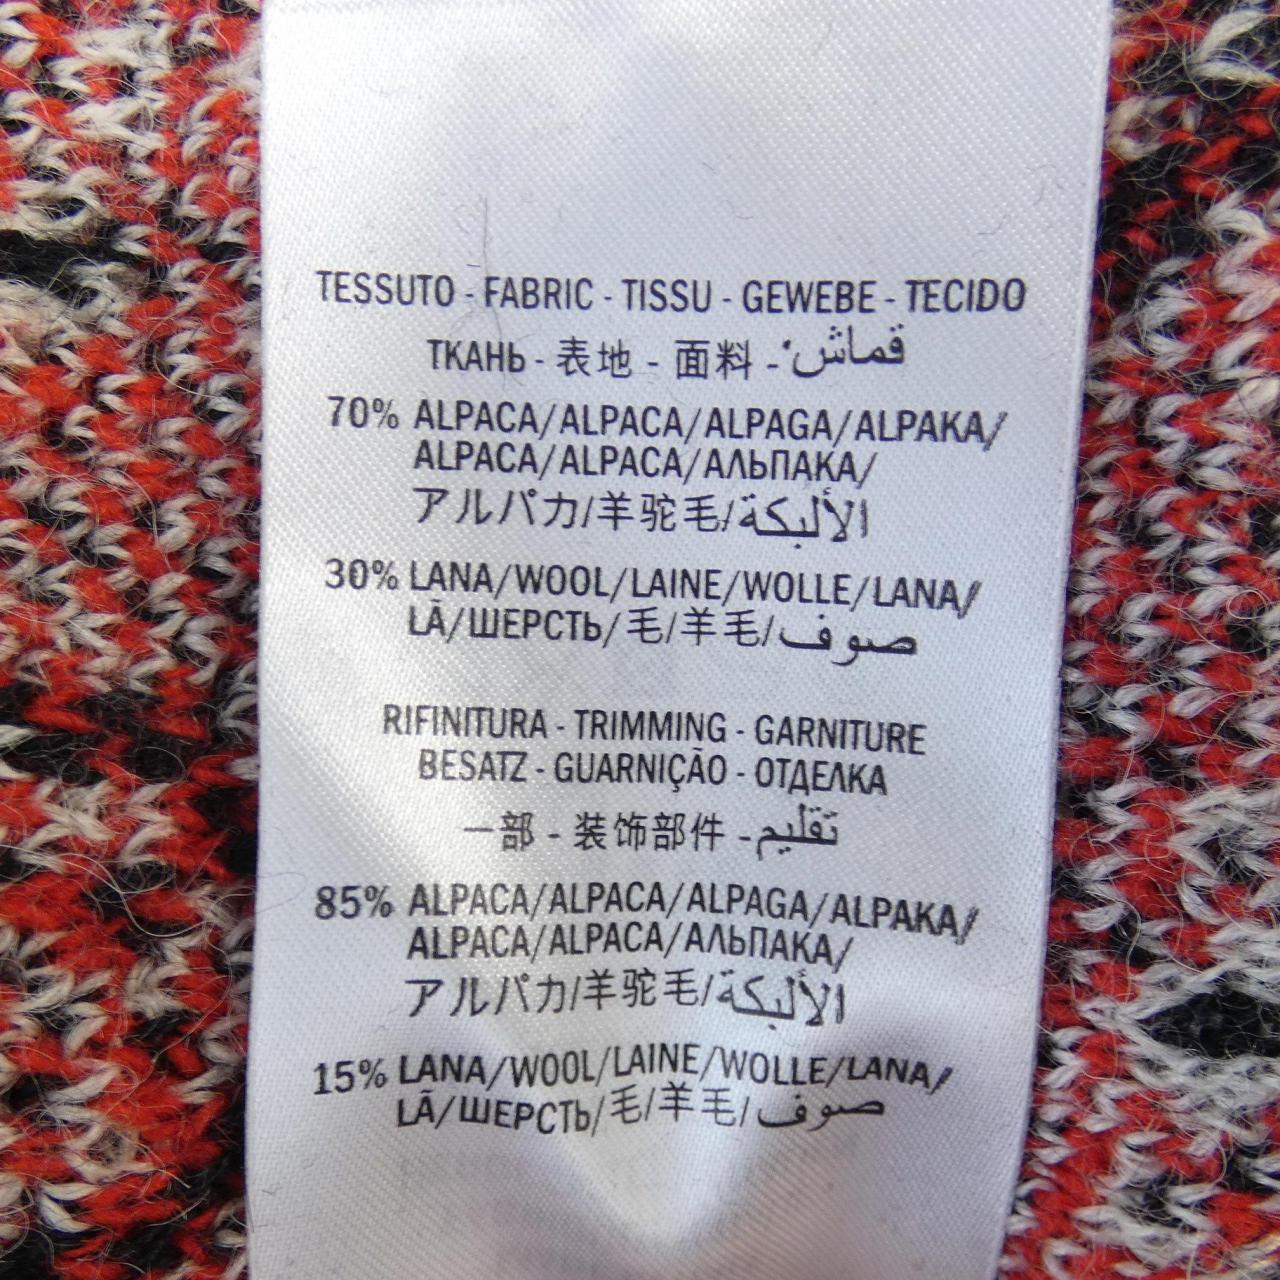 TESSUTO - FABRIC - TISSU - GEWEBE - TECIDO
ТКАНЬ - 表地 - 面料 - قماش
70% ALPACA/ALPACA/ALPAGA/ALPAKA/
ALPACA/ALPACA/АЛЬПАКА/
アルパカ/羊驼毛/الألبكة
30% LANA/WOOL/LAINE/WOLLE/LANA/
LÃ/ШЕРСТЬ/毛/羊毛/صوف
RIFINITURA - TRIMMING - GARNITURE
BESATZ - GUARNIÇÃO - ОТДЕЛКА
一部 - 装饰部件 - تقليم
85% ALPACA/ALPACA/ALPAGA/ALPAKA/
ALPACA/ALPACA/АЛЬПАКА/
アルパカ/羊驼毛/الألبكة
15% LANA/WOOL/LAINE/WOLLE/LANA/
LÃ/ШЕРСТЬ/毛/羊毛/صوف